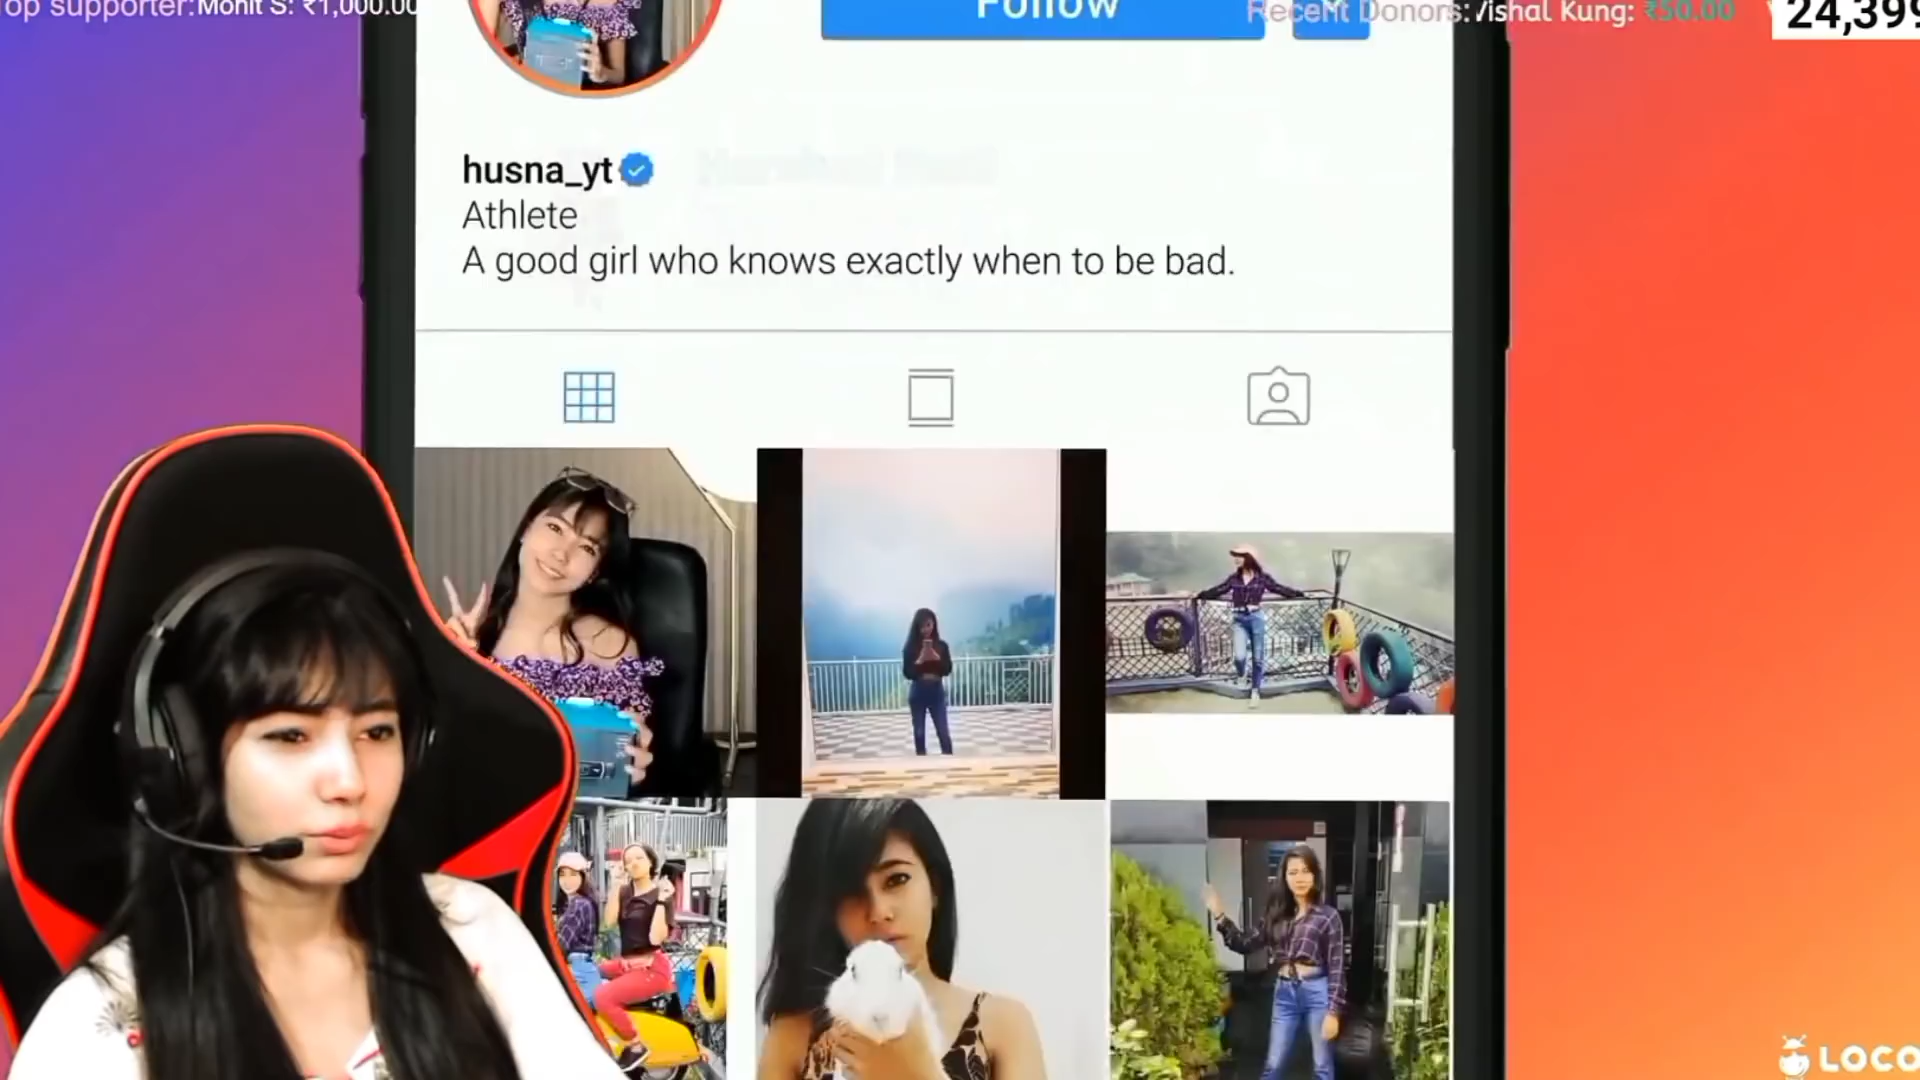 Top supporter: Mohit S: ₹1,000.00
Follow
Recent Donors: Vishal Kung: ₹50.00
24,399
husna_yt
Athlete
A good girl who knows exactly when to be bad.
LOCO